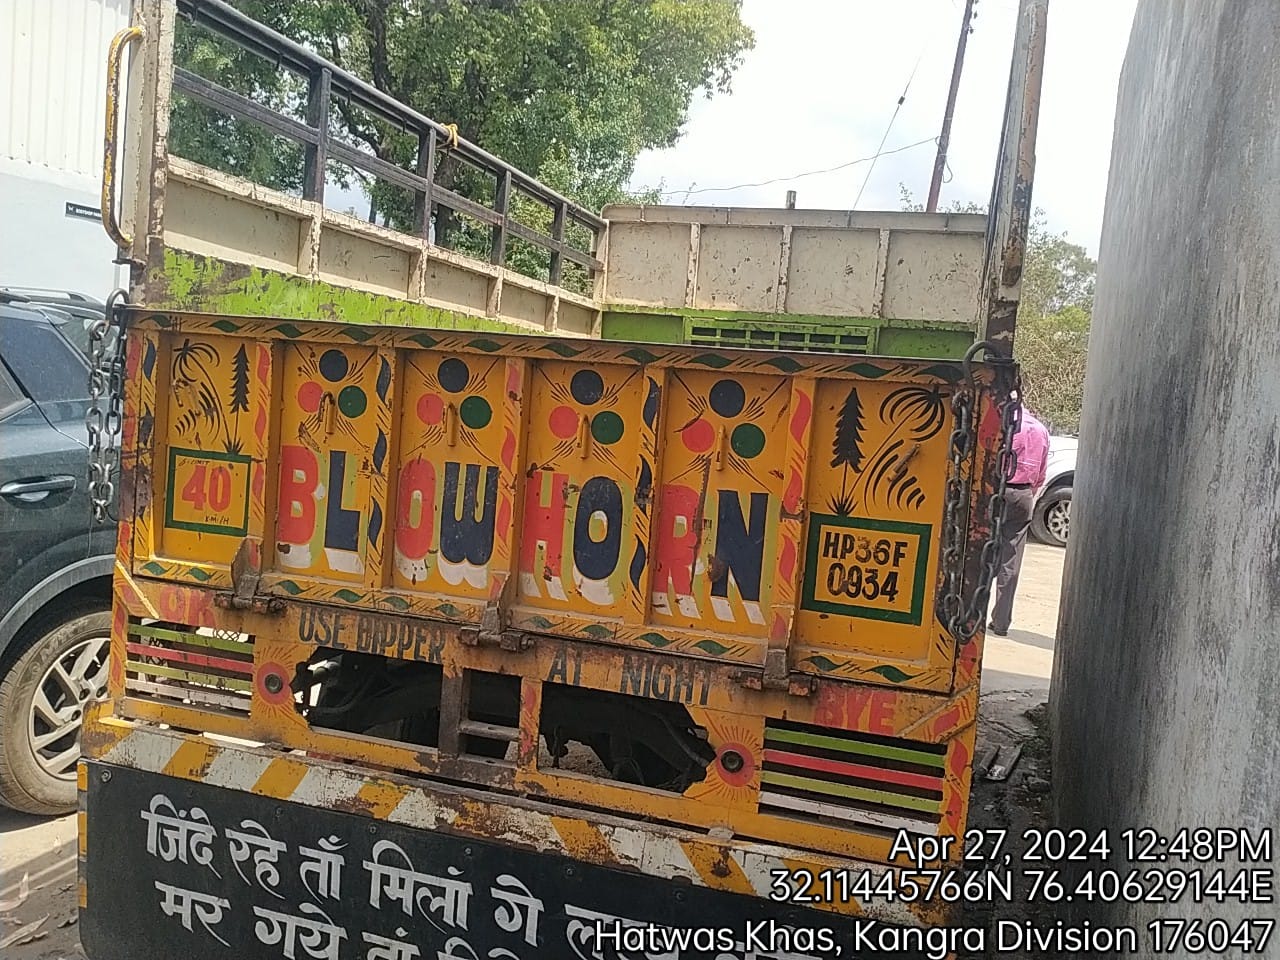 40
K·M/H
BLOW HORN
HP36F
0934
OK
USE DIPPER AT NIGHT
BYE
जिंदे रहे ताँ मिलां गे
मर गये तां
Apr 27, 2024 12:48PM
32.11445766N 76.40629144E
Hatwas Khas, Kangra Division 176047